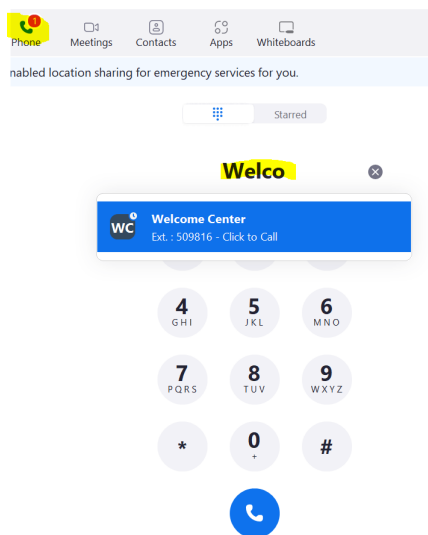 1
Phone Meetings Contacts Apps Whiteboards
nabled location sharing for emergency services for you.
Starred
Welco
WC Welcome Center
Ext. : 509816 - Click to Call
4 5 6
GHI JKL MNO
7 8 9
PQRS TUV WXYZ
* 0 #
+